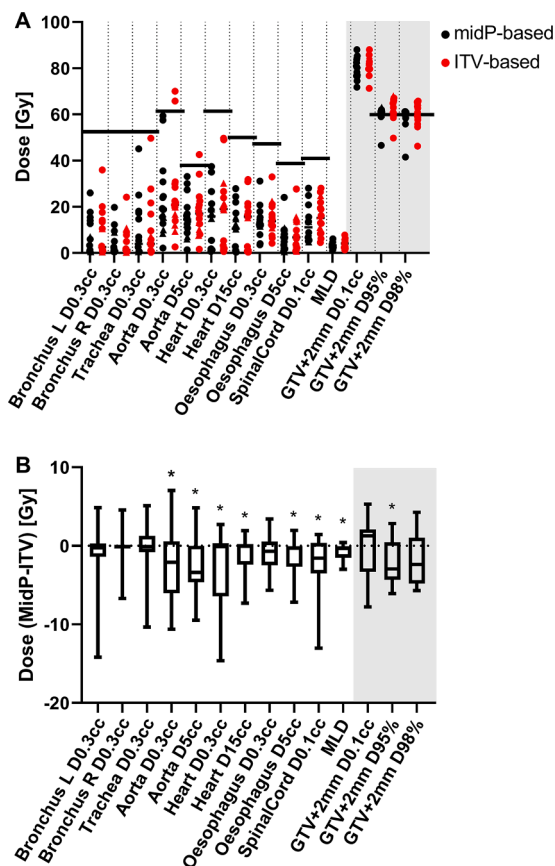 A
midP-based
ITV-based
Dose [Gy]
100
80
60
40
20
0
Bronchus L D0.3cc
Bronchus R D0.3cc
Trachea D0.3cc
Aorta D0.3cc
Aorta D5cc
Heart D0.3cc
Heart D15cc
Oesophagus D0.3cc
Oesophagus D5cc
SpinalCord D0.1cc
MLD
GTV+2mm D0.1cc
GTV+2mm D95%
GTV+2mm D98%
B
Dose (MidP-ITV) [Gy]
10
0
-10
-20
* * * * * * * *
Bronchus L D0.3cc
Bronchus R D0.3cc
Trachea D0.3cc
Aorta D0.3cc
Aorta D5cc
Heart D0.3cc
Heart D15cc
Oesophagus D0.3cc
Oesophagus D5cc
SpinalCord D0.1cc
MLD
GTV+2mm D0.1cc
GTV+2mm D95%
GTV+2mm D98%